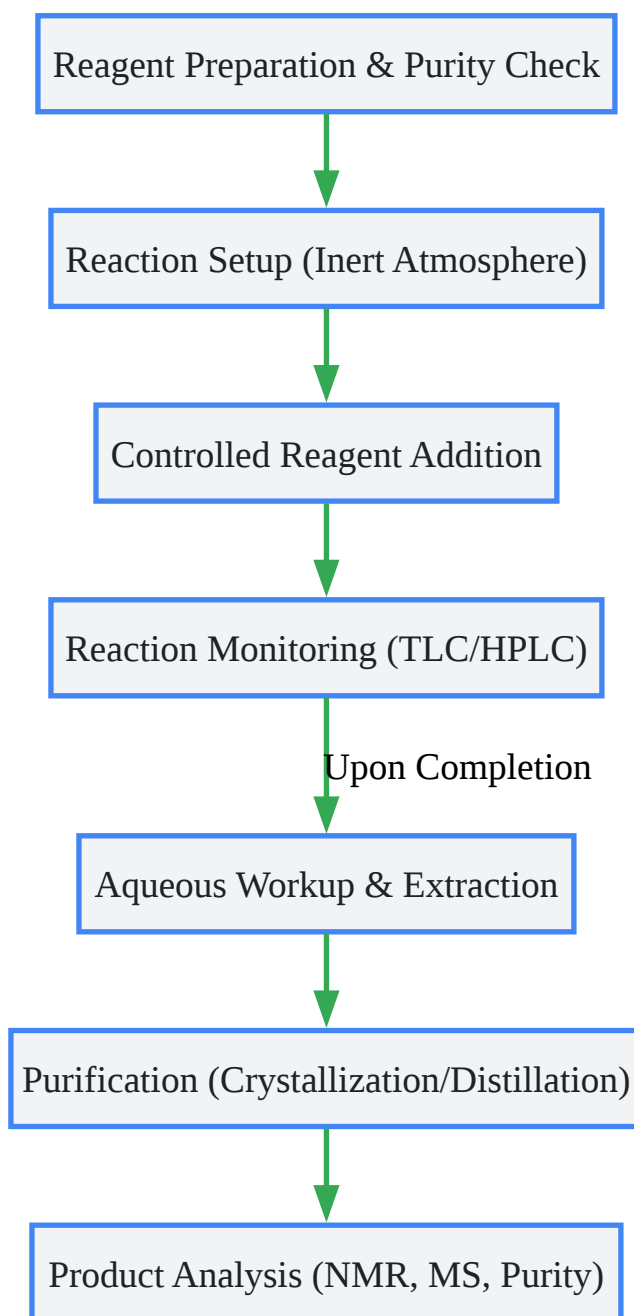 Reagent Preparation & Purity Check
Reaction Setup (Inert Atmosphere)
Controlled Reagent Addition
Reaction Monitoring (TLC/HPLC)
Upon Completion
Aqueous Workup & Extraction
Purification (Crystallization/Distillation)
Product Analysis (NMR, MS, Purity)